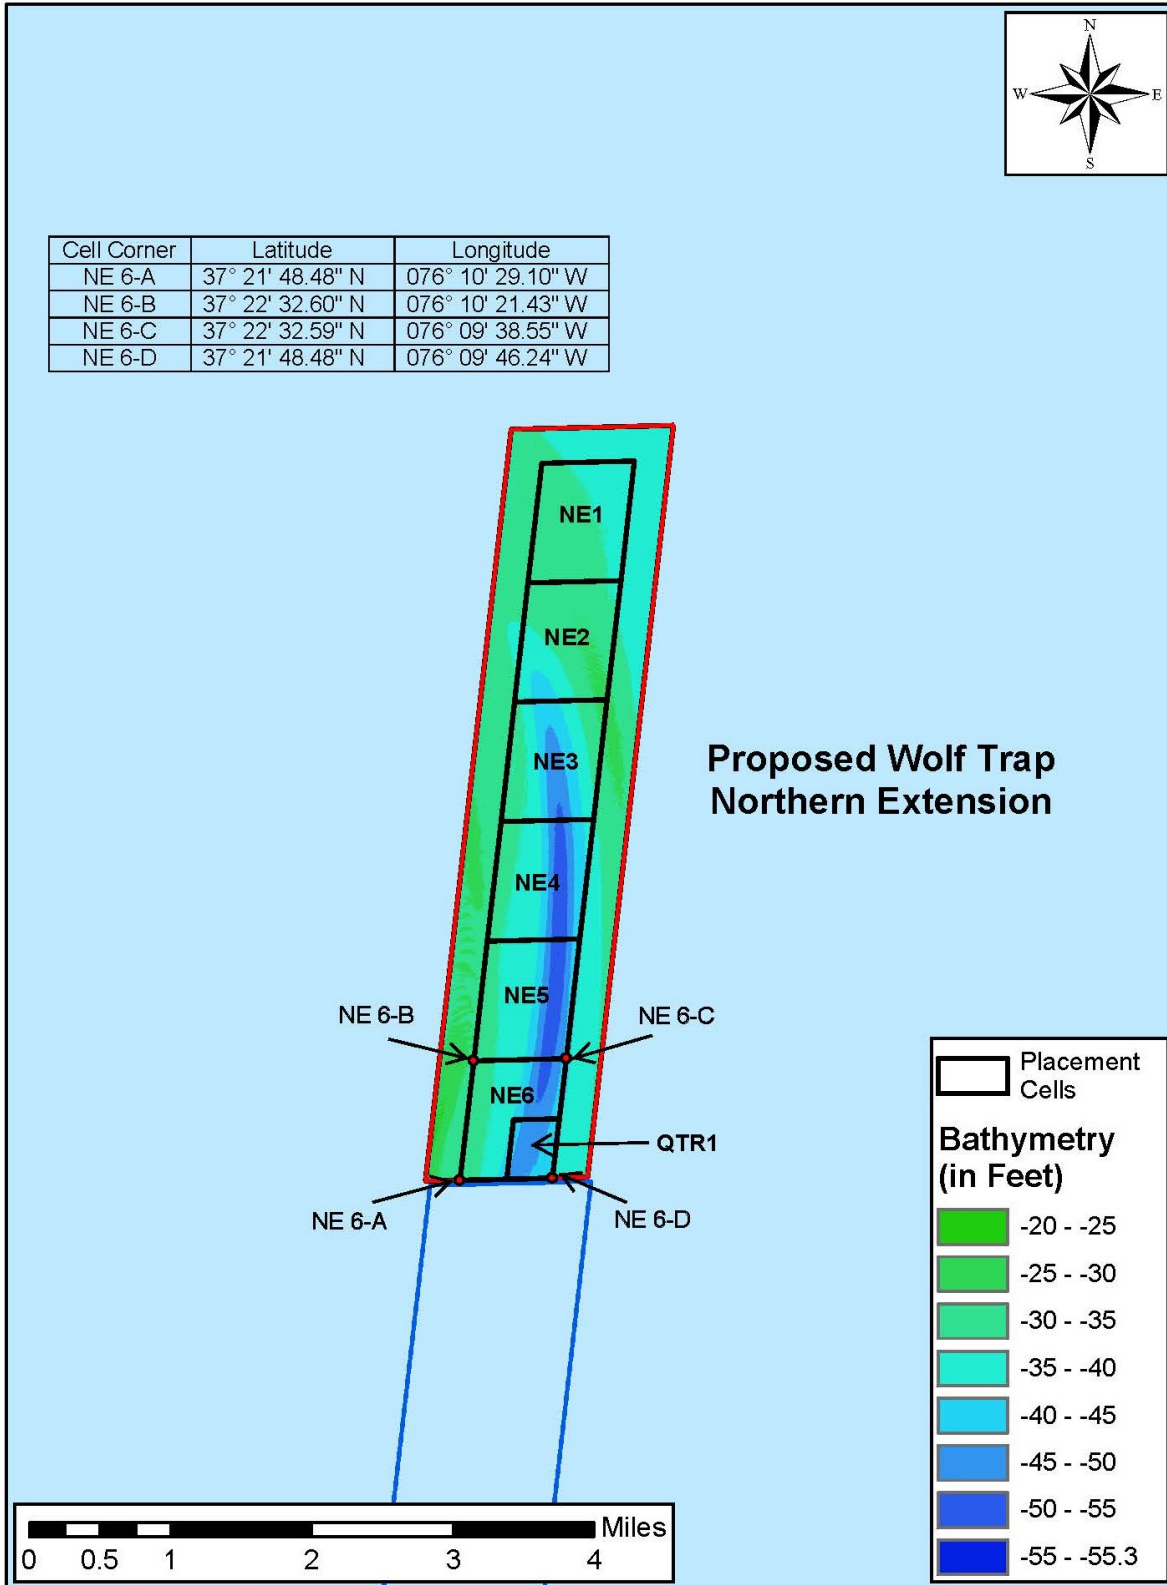 N
W E
S
Cell Corner Latitude Longitude
NE 6-A 37° 21' 48.48" N 076° 10' 29.10" W
NE 6-B 37° 22' 32.60" N 076° 10' 21.43" W
NE 6-C 37° 22' 32.59" N 076° 09' 38.55" W
NE 6-D 37° 21' 48.48" N 076° 09' 46.24" W
NE1
NE2
NE3
Proposed Wolf Trap
Northern Extension
NE4
NE5
NE 6-B
NE 6-C
NE6
QTR1
NE 6-A
NE 6-D
Placement
Cells
Bathymetry
(in Feet)
-20 - -25
-25 - -30
-30 - -35
-35 - -40
-40 - -45
-45 - -50
-50 - -55
-55 - -55.3
Miles
0 0.5 1 2 3 4